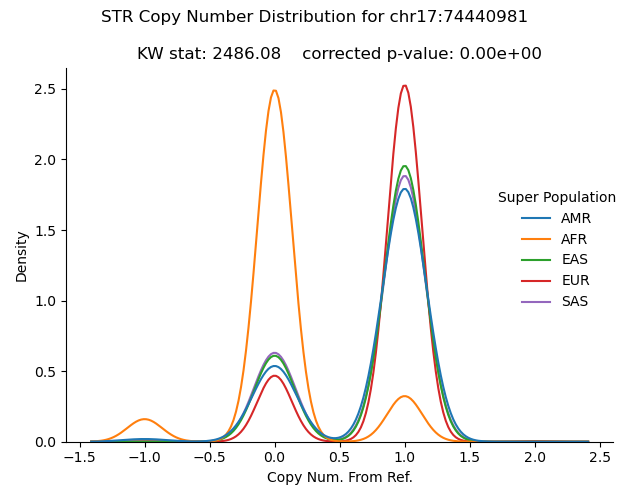 STR Copy Number Distribution for chr17:74440981
KW stat: 2486.08    corrected p-value: 0.00e+00
2.5
2.0
1.5
1.0
0.5
0.0
Density
−1.5 −1.0 −0.5 0.0 0.5 1.0 1.5 2.0 2.5
Copy Num. From Ref.
Super Population
AMR
AFR
EAS
EUR
SAS